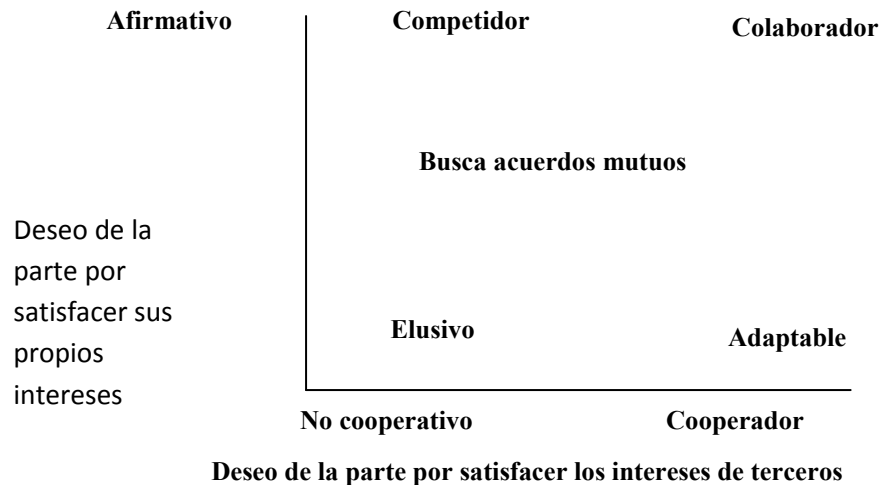 Afirmativo
Competidor
Colaborador
Busca acuerdos mutuos
Deseo de la
parte por
satisfacer sus
propios
intereses
Elusivo
Adaptable
No cooperativo
Cooperador
Deseo de la parte por satisfacer los intereses de terceros